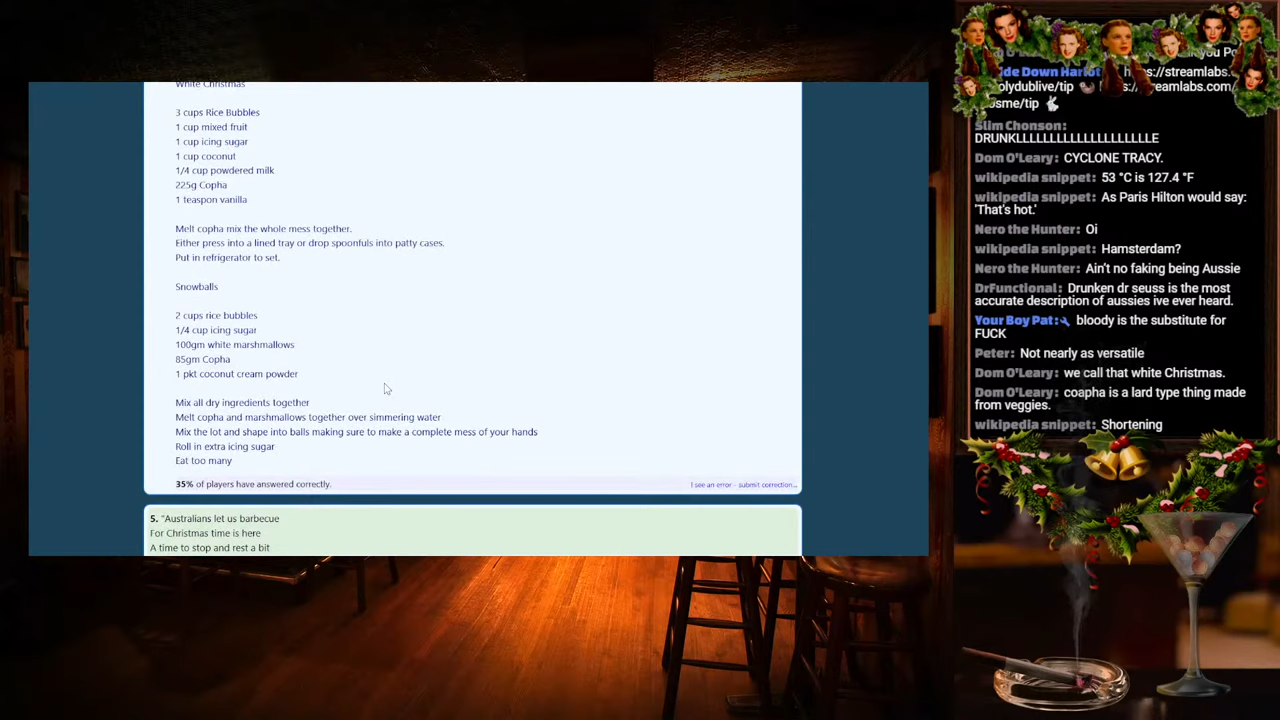 White Christmas
3 cups Rice Bubbles
1 cup mixed fruit
1 cup icing sugar
1 cup coconut
1/4 cup powdered milk
225g Copha
1 teaspon vanilla
Melt copha mix the whole mess together.
Either press into a lined tray or drop spoonfuls into patty cases.
Put in refrigerator to set.
Snowballs
2 cups rice bubbles
1/4 cup icing sugar
100gm white marshmallows
85gm Copha
1 pkt coconut cream powder
Mix all dry ingredients together
Melt copha and marshmallows together over simmering water
Mix the lot and shape into balls making sure to make a complete mess of your hands
Roll in extra icing sugar
Eat too many
35% of players have answered correctly.
I see an error - submit correction...
5. "Australians let us barbecue
For Christmas time is here
A time to stop and rest a bit
https://streamlabs.
olydublive/tip https://streamlabs.com/
osme/tip
Slim Chonson:
DRUNKLLLLLLLLLLLLLLLLLLLE
Dom O'Leary: CYCLONE TRACY.
wikipedia snippet: 53 °C is 127.4 °F
wikipedia snippet: As Paris Hilton would say:
'That's hot.'
Nero the Hunter: Oi
wikipedia snippet: Hamsterdam?
Nero the Hunter: Ain't no faking being Aussie
DrFunctional: Drunken dr seuss is the most
accurate description of aussies ive ever heard.
Your Boy Pat: bloody is the substitute for
FUCK
Peter: Not nearly as versatile
Dom O'Leary: we call that white Christmas.
Dom O'Leary: coapha is a lard type thing made
from veggies.
wikipedia snippet: Shortening